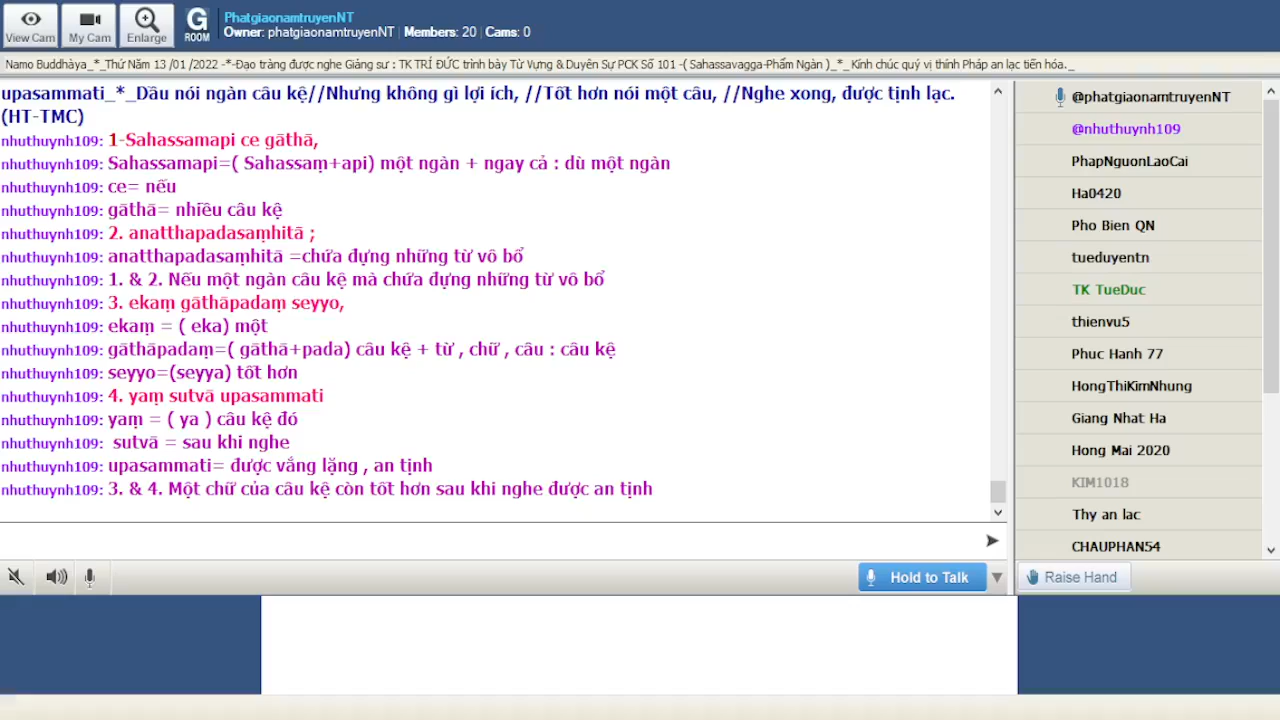 View Cam
My Cam
Enlarge
G
ROOM
PhatgiaonamtruyenNT
Owner: phatgiaonamtruyenNT | Members: 20 | Cams: 0
Namo Buddhàya_*_Thứ Năm 13 /01 /2022 -*-Đạo tràng được nghe Giảng sư : TK TRÍ ĐỨC trình bày Từ Vựng & Duyên Sự PCK Số 101 -( Sahassavagga-Phẩm Ngàn )_*_ Kính chúc quý vị thính Pháp an lạc tiến hóa._
upasammati_*_Dầu nói ngàn câu kệ//Nhưng không gì lợi ích, //Tốt hơn nói một câu, //Nghe xong, được tịnh lạc.
(HT-TMC)
nhuthuynh109: 1-Sahassamapi ce gāthā,
nhuthuynh109: Sahassamapi=( Sahassaṃ+api) một ngàn + ngay cả : dù một ngàn
nhuthuynh109: ce= nếu
nhuthuynh109: gāthā= nhiều câu kệ
nhuthuynh109: 2. anatthapadasaṃhitā ;
nhuthuynh109: anatthapadasaṃhitā =chứa đựng những từ vô bổ
nhuthuynh109: 1. & 2. Nếu một ngàn câu kệ mà chứa đựng những từ vô bổ
nhuthuynh109: 3. ekaṃ gāthāpadaṃ seyyo,
nhuthuynh109: ekaṃ = ( eka) một
nhuthuynh109: gāthāpadaṃ=( gāthā+pada) câu kệ + từ , chữ , câu : câu kệ
nhuthuynh109: seyyo=(seyya) tốt hơn
nhuthuynh109: 4. yaṃ sutvā upasammati
nhuthuynh109: yaṃ = ( ya ) câu kệ đó
nhuthuynh109: sutvā = sau khi nghe
nhuthuynh109: upasammati= được vắng lặng , an tịnh
nhuthuynh109: 3. & 4. Một chữ của câu kệ còn tốt hơn sau khi nghe được an tịnh
@phatgiaonamtruyenNT
@nhuthuynh109
PhapNguonLaoCai
Ha0420
Pho Bien QN
tueduyentn
TK TueDuc
thienvu5
Phuc Hanh 77
HongThiKimNhung
Giang Nhat Ha
Hong Mai 2020
KIM1018
Thy an lac
CHAUPHAN54
Hold to Talk
Raise Hand